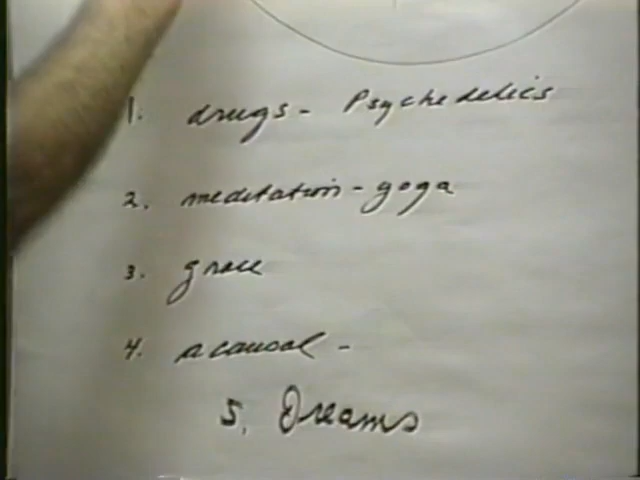 1. drugs - Psychedelics
2. meditation - yoga
3. grace
4. acausal -
5. Dreams